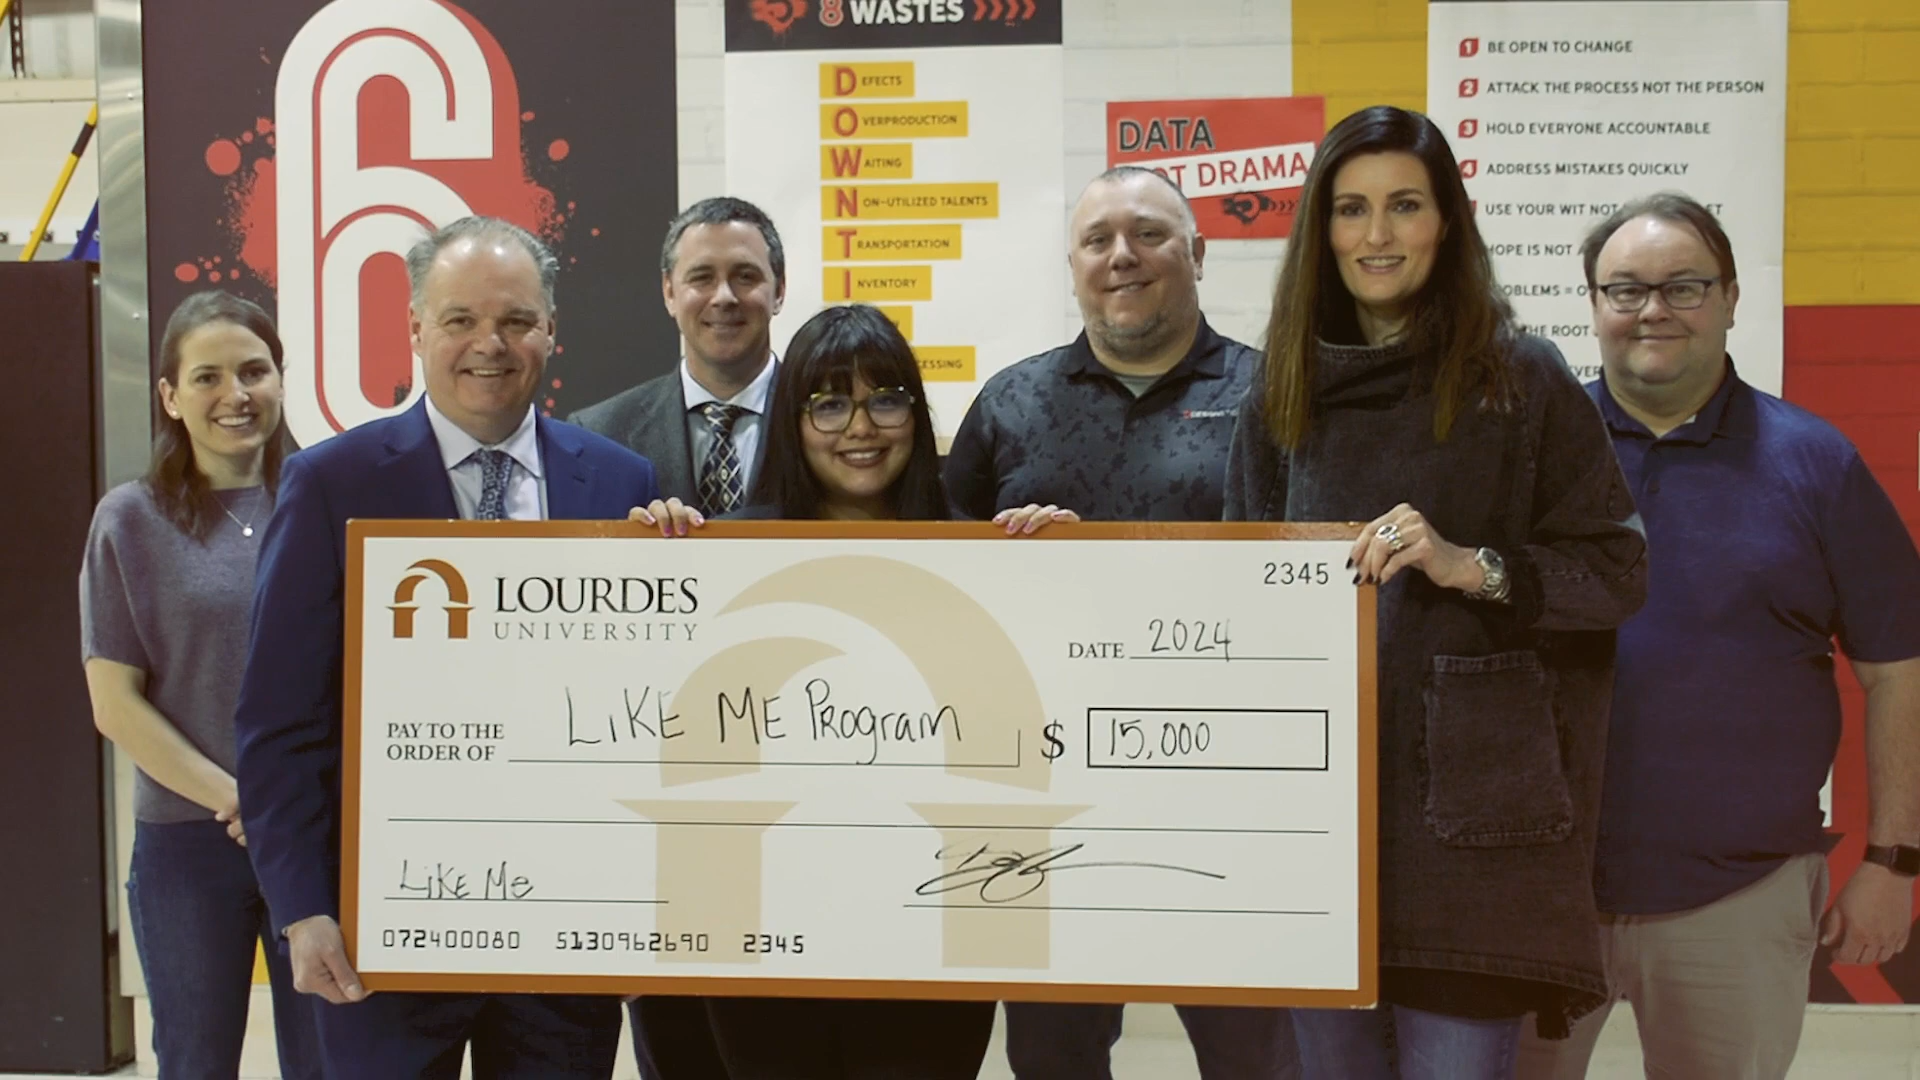 6
8 WASTES
DEFECTS
OVERPRODUCTION
WAITING
NON-UTILIZED TALENTS
TRANSPORTATION
INVENTORY
DATA
DRAMA
1 BE OPEN TO CHANGE
2 ATTACK THE PROCESS NOT THE PERSON
3 HOLD EVERYONE ACCOUNTABLE
4 ADDRESS MISTAKES QUICKLY
USE YOUR WIT NOT
HOPE IS NOT
THE ROOT
LOURDES
UNIVERSITY
2345
DATE 2024
PAY TO THE
ORDER OF LIKE ME PROgram $ 15,000
LIKE Me
072400080 5130962690 2345